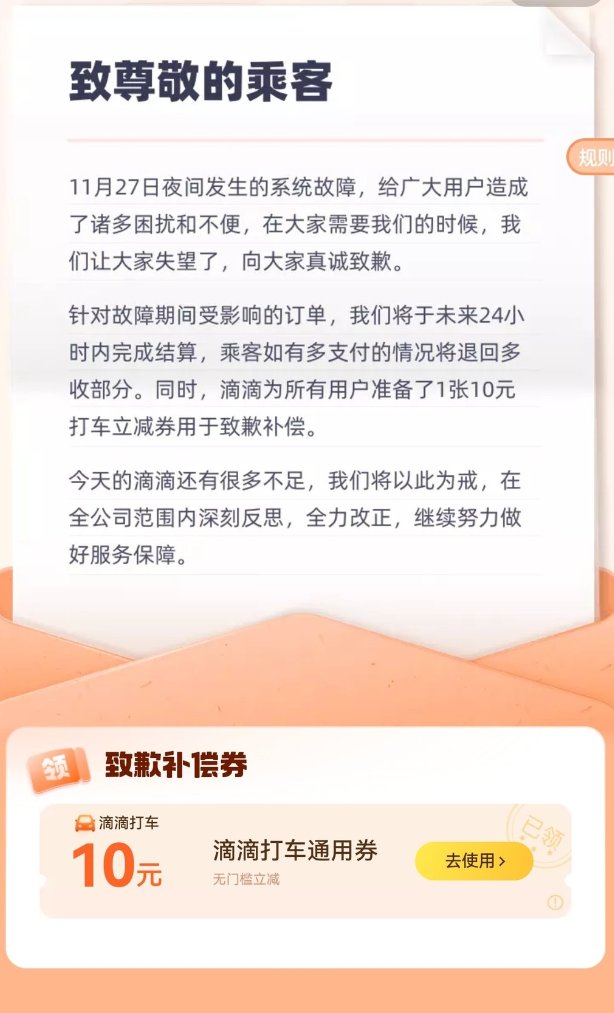 致尊敬的乘客
规则
11月27日夜间发生的系统故障，给广大用户造成
了诸多困扰和不便，在大家需要我们的时候，我
们让大家失望了，向大家真诚致歉。
针对故障期间受影响的订单，我们将于未来24小
时内完成结算，乘客如有多支付的情况将退回多
收部分。同时，滴滴为所有用户准备了1张10元
打车立减券用于致歉补偿。
今天的滴滴还有很多不足，我们将以此为戒，在
全公司范围内深刻反思，全力改正，继续努力做
好服务保障。
领
致歉补偿券
滴滴打车
10元
滴滴打车通用券
无门槛立减
去使用>
已领